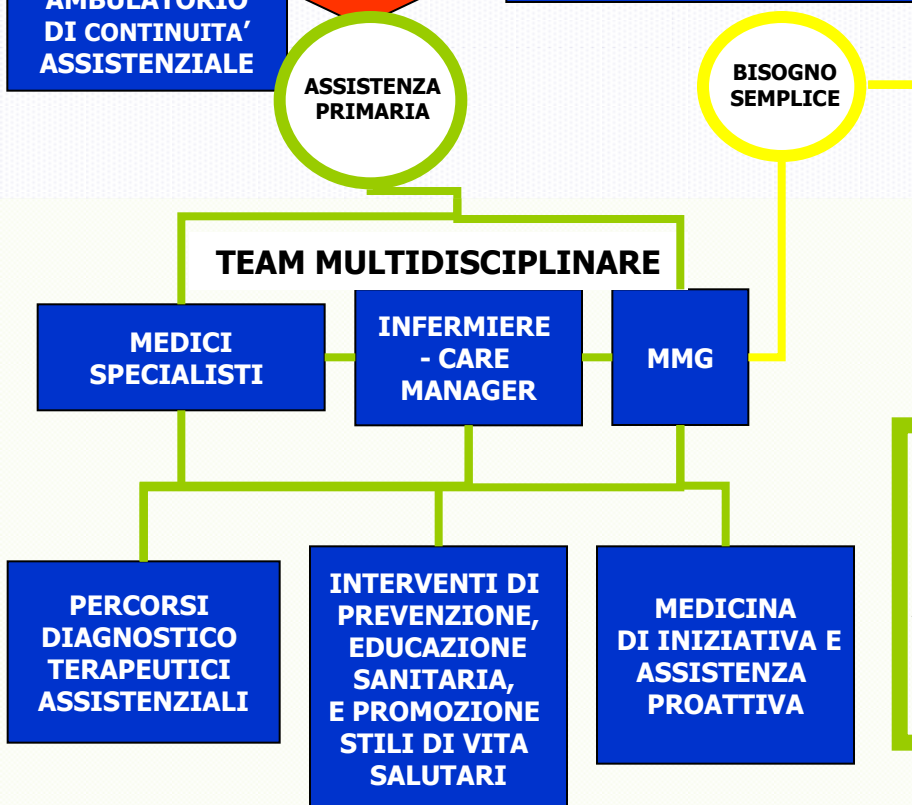 AMBULATORIO
DI CONTINUITA’
ASSISTENZIALE
ASSISTENZA
PRIMARIA
BISOGNO
SEMPLICE
TEAM MULTIDISCIPLINARE
MEDICI
SPECIALISTI
INFERMIERE
- CARE
MANAGER
MMG
PERCORSI
DIAGNOSTICO
TERAPEUTICI
ASSISTENZIALI
INTERVENTI DI
PREVENZIONE,
EDUCAZIONE
SANITARIA,
E PROMOZIONE
STILI DI VITA
SALUTARI
MEDICINA
DI INIZIATIVA E
ASSISTENZA
PROATTIVA